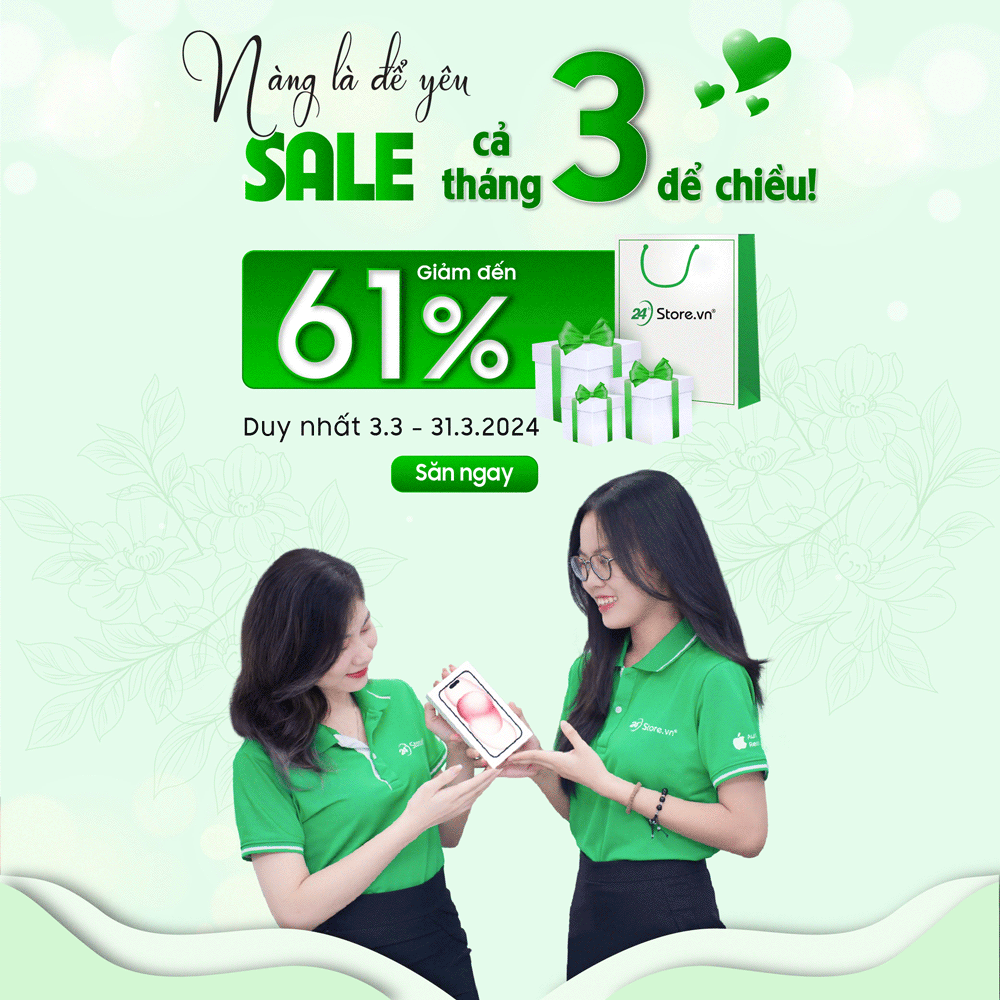 Nàng là để yêu
SALE cả tháng 3 để chiều!
Giảm đến
61%
24 Store.vn®
Duy nhất 3.3 - 31.3.2024
Săn ngay
24 Store.vn®
24 Store.vn®